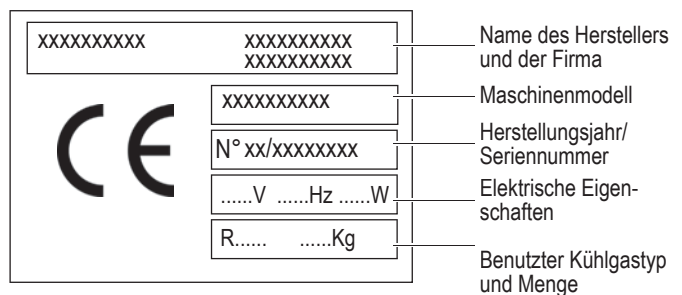 xxxxxxxxxx xxxxxxxxxx
xxxxxxxxxx
Name des Herstellers
und der Firma
xxxxxxxxxx
Maschinenmodell
CE
N° xx/xxxxxxxx
Herstellungsjahr/
Seriennummer
......V ......Hz ......W
Elektrische Eigen-
schaften
R...... ......Kg
Benutzter Kühlgastyp
und Menge